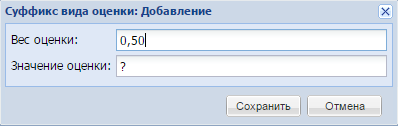 Суффикс вида оценки: Добавление
Вес оценки: 0,50
Значение оценки: ?
Сохранить Отмена